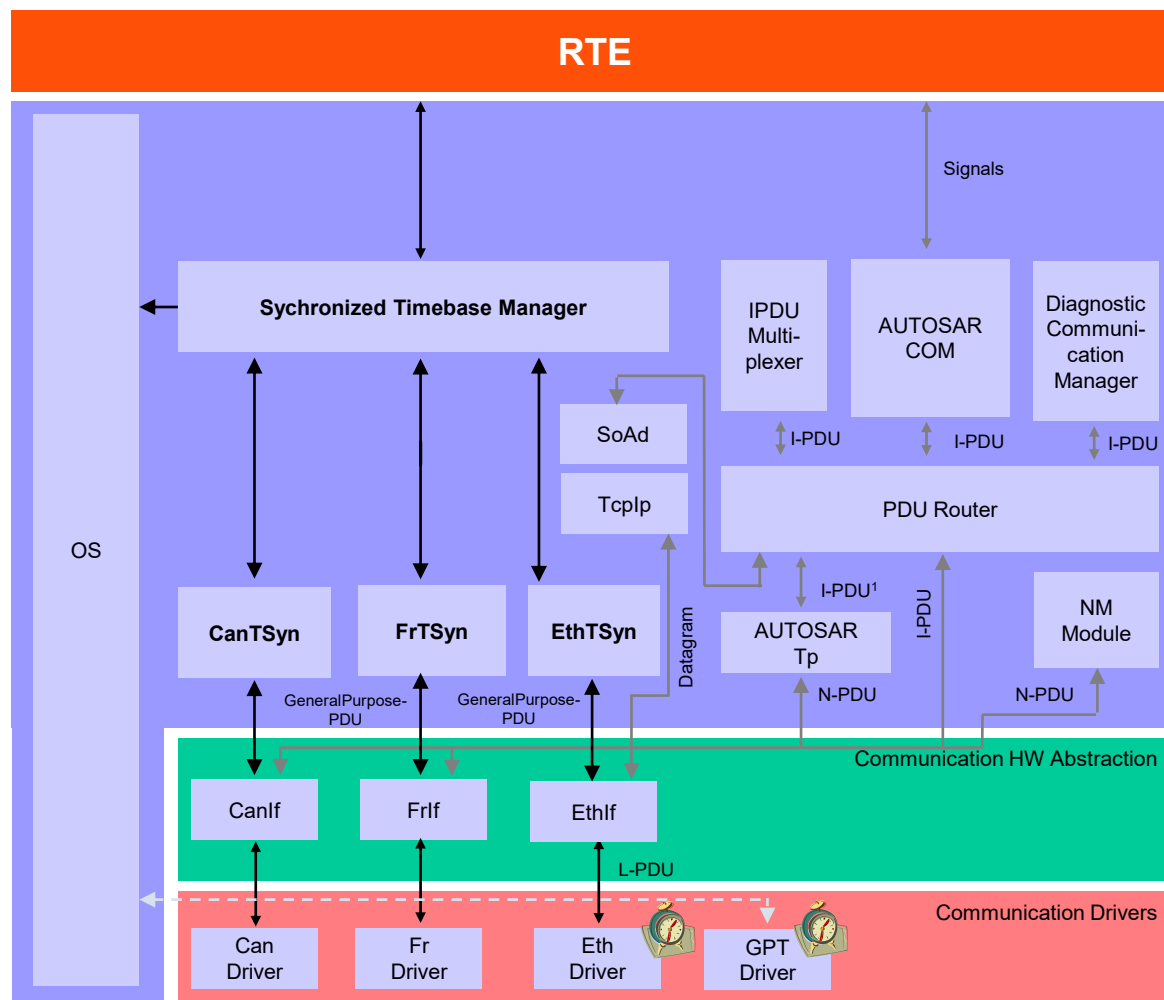 RTE
Signals
Sychronized Timebase Manager
IPDU
Multi-
plexer
AUTOSAR
COM
Diagnostic
Communi-
cation
Manager
SoAd
I-PDU
I-PDU
I-PDU
TcpIp
PDU Router
OS
I-PDU¹
I-PDU
Datagram
CanTSyn
FrTSyn
EthTSyn
AUTOSAR
Tp
NM
Module
GeneralPurpose-
PDU
GeneralPurpose-
PDU
N-PDU
N-PDU
Communication HW Abstraction
CanIf
FrIf
EthIf
L-PDU
Communication Drivers
Can
Driver
Fr
Driver
Eth
Driver
GPT
Driver